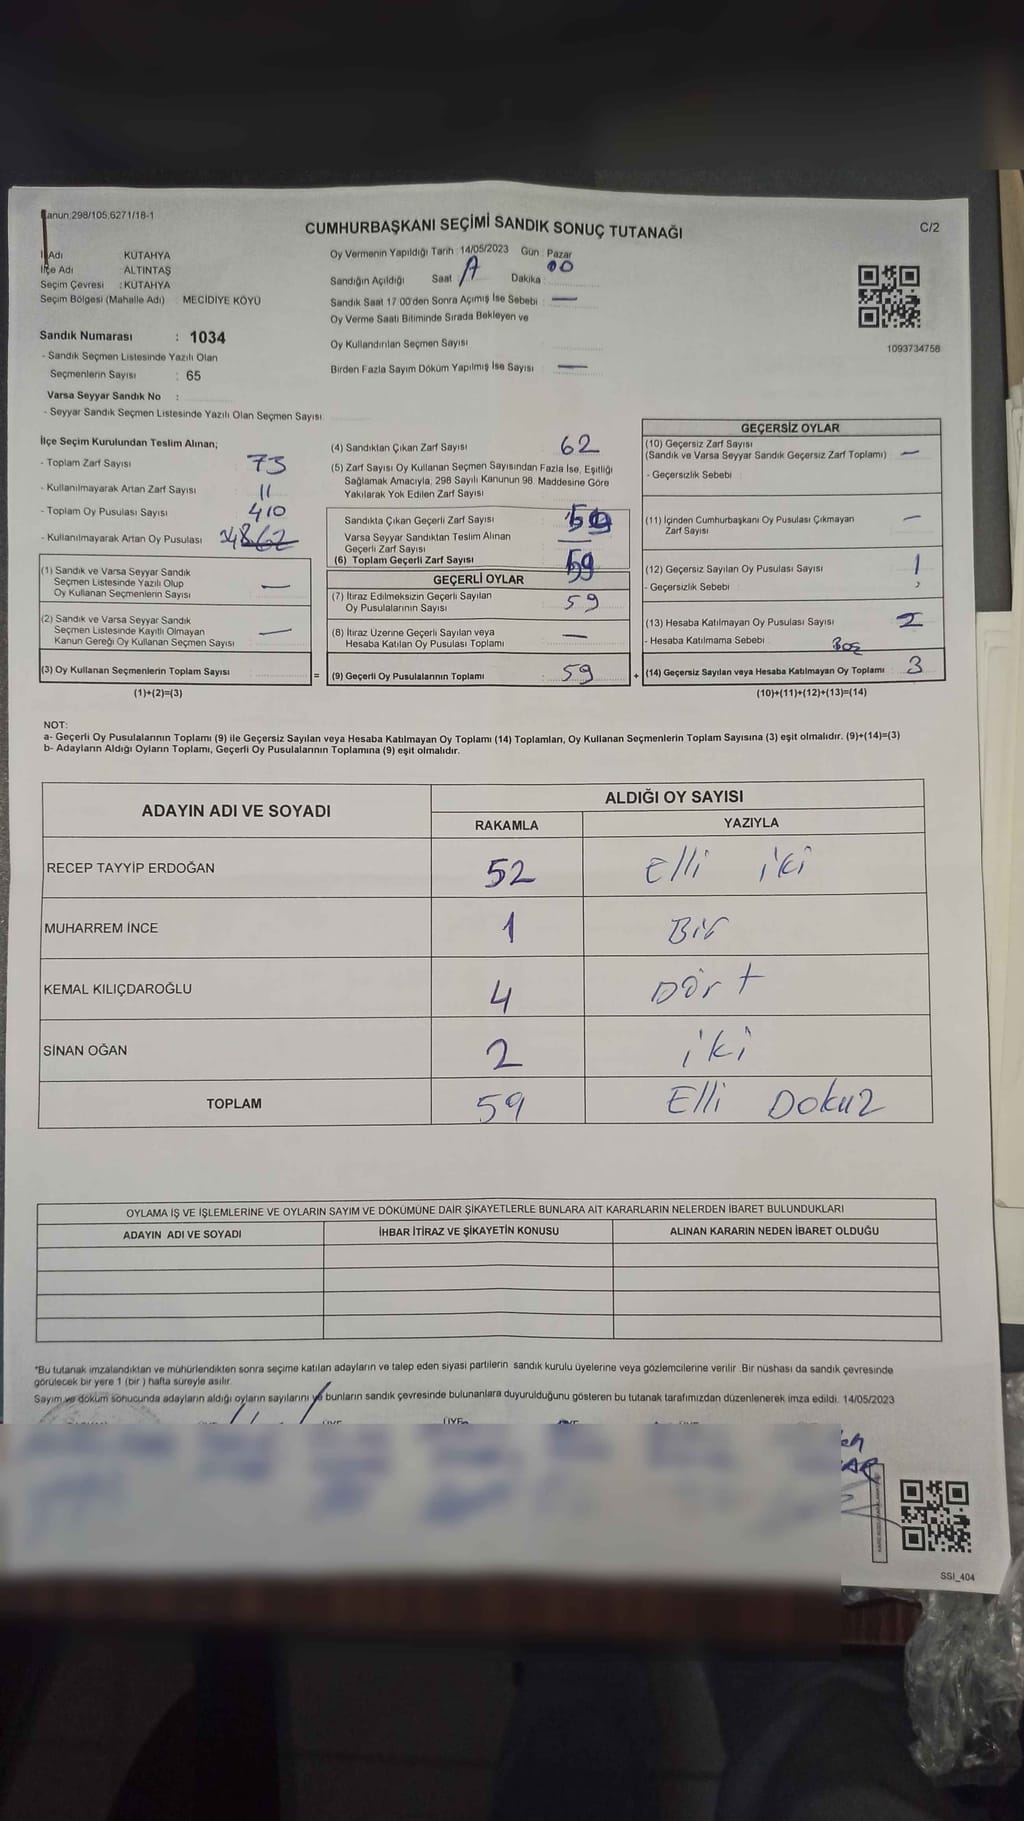 Kanun:298/105,6271/18-1
C/2
CUMHURBAŞKANI SEÇİMİ SANDIK SONUÇ TUTANAĞI
İl Adı KÜTAHYA
İlçe Adı ALTINTAŞ
Seçim Çevresi : KÜTAHYA
Seçim Bölgesi (Mahalle Adı) MECİDİYE KÖYÜ
Sandık Numarası : 1034
- Sandık Seçmen Listesinde Yazılı Olan
Seçmenlerin Sayısı : 65
Varsa Seyyar Sandık No :
- Seyyar Sandık Seçmen Listesinde Yazılı Olan Seçmen Sayısı
Oy Vermenin Yapıldığı Tarih 14/05/2023 Gün : Pazar
Sandığın Açıldığı Saat Dakika 00
Sandık Saat 17 00'den Sonra Açımış İse Sebebi : —
Oy Verme Saati Bitiminde Sırada Bekleyen ve
Oy Kullandırılan Seçmen Sayısı
Birden Fazla Sayım Döküm Yapılmış İse Sayısı —
1093734756
İlçe Seçim Kurulundan Teslim Alınan;
- Toplam Zarf Sayısı 73
- Kullanılmayarak Artan Zarf Sayısı 11
- Toplam Oy Pusulası Sayısı 410
- Kullanılmayarak Artan Oy Pusulası
(1) Sandık ve Varsa Seyyar Sandık
Seçmen Listesinde Yazılı Olup
Oy Kullanan Seçmenlerin Sayısı —
(2) Sandık ve Varsa Seyyar Sandık
Seçmen Listesinde Kayıtlı Olmayan
Kanun Gereği Oy Kullanan Seçmen Sayısı —
(3) Oy Kullanan Seçmenlerin Toplam Sayısı
(1)+(2)=(3)
(4) Sandıktan Çıkan Zarf Sayısı 62
(5) Zarf Sayısı Oy Kullanan Seçmen Sayısından Fazla İse, Eşitliği
Sağlamak Amacıyla, 298 Sayılı Kanunun 98. Maddesine Göre
Yakılarak Yok Edilen Zarf Sayısı
Sandıkta Çıkan Geçerli Zarf Sayısı 59
Varsa Seyyar Sandıktan Teslim Alınan
Geçerli Zarf Sayısı —
(6) Toplam Geçerli Zarf Sayısı 59
GEÇERLİ OYLAR
(7) İtiraz Edilmeksizin Geçerli Sayılan
Oy Pusulalarının Sayısı 59
(8) İtiraz Üzerine Geçerli Sayılan veya
Hesaba Katılan Oy Pusulası Toplamı —
= (9) Geçerli Oy Pusulalarının Toplamı 59 +
GEÇERSİZ OYLAR
(10) Geçersiz Zarf Sayısı
(Sandık ve Varsa Seyyar Sandık Geçersiz Zarf Toplamı) —
- Geçersizlik Sebebi
(11) İçinden Cumhurbaşkanı Oy Pusulası Çıkmayan
Zarf Sayısı —
(12) Geçersiz Sayılan Oy Pusulası Sayısı 1
- Geçersizlik Sebebi
(13) Hesaba Katılmayan Oy Pusulası Sayısı 2
- Hesaba Katılmama Sebebi Boş
(14) Geçersiz Sayılan veya Hesaba Katılmayan Oy Toplamı 3
(10)+(11)+(12)+(13)=(14)
NOT:
a- Geçerli Oy Pusulalarının Toplamı (9) ile Geçersiz Sayılan veya Hesaba Katılmayan Oy Toplamı (14) Toplamları, Oy Kullanan Seçmenlerin Toplam Sayısına (3) eşit olmalıdır. (9)+(14)=(3)
b- Adayların Aldığı Oyların Toplamı, Geçerli Oy Pusulalarının Toplamına (9) eşit olmalıdır.
ADAYIN ADI VE SOYADI ALDIĞI OY SAYISI
RAKAMLA YAZIYLA
RECEP TAYYİP ERDOĞAN 52 Elli iki
MUHARREM İNCE 1 Bir
KEMAL KILIÇDAROĞLU 4 Dört
SİNAN OĞAN 2 iki
TOPLAM 59 Elli Dokuz
OYLAMA İŞ VE İŞLEMLERİNE VE OYLARIN SAYIM VE DÖKÜMÜNE DAİR ŞİKAYETLERLE BUNLARA AİT KARARLARIN NELERDEN İBARET BULUNDUKLARI
ADAYIN ADI VE SOYADI İHBAR İTİRAZ VE ŞİKAYETİN KONUSU ALINAN KARARIN NEDEN İBARET OLDUĞU
*Bu tutanak imzalandıktan ve mühürlendikten sonra seçime katılan adayların ve talep eden siyasi partilerin sandık kurulu üyelerine veya gözlemcilerine verilir .Bir nüshası da sandık çevresinde
görülecek bir yere 1 (bir ) hafta süreyle asılır.
Sayım ve döküm sonucunda adayların aldığı oyların sayılarını ve bunların sandık çevresinde bulunanlara duyurulduğunu gösteren bu tutanak tarafımızdan düzenlenerek imza edildi. 14/05/2023
SSI_404